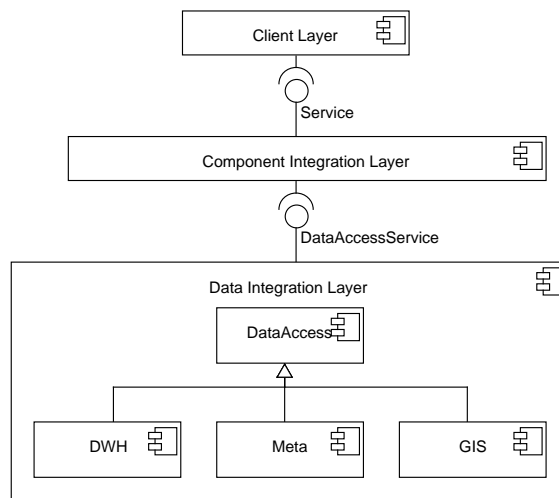 Client Layer
Service
Component Integration Layer
DataAccessService
Data Integration Layer
DataAccess
DWH
Meta
GIS